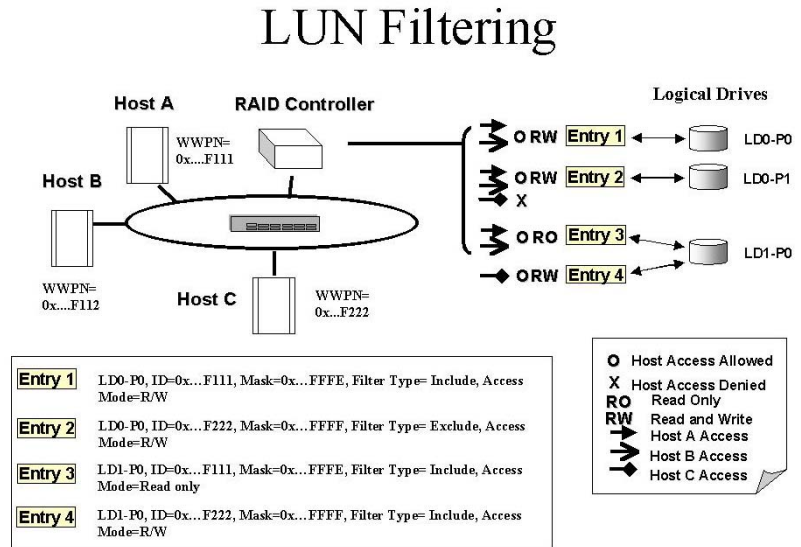 LUN Filtering
Host A
RAID Controller
Logical Drives
WWPN=
0x....F111
O RW Entry 1
LD0-P0
Host B
O RW Entry 2
LD0-P1
X
O RO Entry 3
LD1-P0
WWPN=
0x....F112
Host C
WWPN=
0x...F222
O RW Entry 4
Entry 1 LD0-P0, ID=0x...F111, Mask=0x...FFFE, Filter Type= Include, Access
Mode=R/W
Entry 2 LD0-P0, ID=0x...F222, Mask=0x...FFFF, Filter Type= Exclude, Access
Mode=R/W
Entry 3 LD1-P0, ID=0x...F111, Mask=0x...FFFE, Filter Type= Include, Access
Mode=Read only
Entry 4 LD1-P0, ID=0x...F222, Mask=0x...FFFF, Filter Type= Include, Access
Mode=R/W
O Host Access Allowed
X Host Access Denied
RO Read Only
RW Read and Write
Host A Access
Host B Access
Host C Access